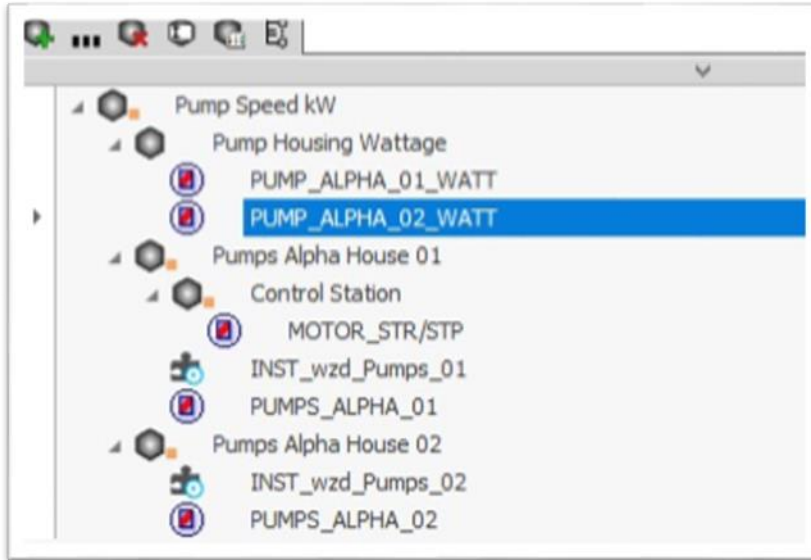 Pump Speed kW
Pump Housing Wattage
PUMP_ALPHA_01_WATT
PUMP_ALPHA_02_WATT
Pumps Alpha House 01
Control Station
MOTOR_STR/STP
INST_wzd_Pumps_01
PUMPS_ALPHA_01
Pumps Alpha House 02
INST_wzd_Pumps_02
PUMPS_ALPHA_02